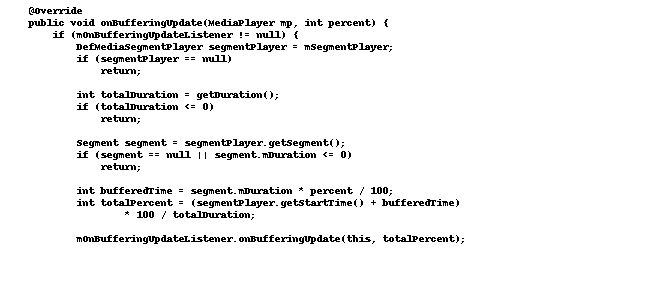 @Override
public void onBufferingUpdate(MediaPlayer mp, int percent) {
if (mOnBufferingUpdateListener != null) {
DefMediaSegmentPlayer segmentPlayer = mSegmentPlayer;
if (segmentPlayer == null)
return;
int totalDuration = getDuration();
if (totalDuration <= 0)
return;
Segment segment = segmentPlayer.getSegment();
if (segment == null || segment.mDuration <= 0)
return;
int bufferedTime = segment.mDuration * percent / 100;
int totalPercent = (segmentPlayer.getStartTime() + bufferedTime)
* 100 / totalDuration;
mOnBufferingUpdateListener.onBufferingUpdate(this, totalPercent);